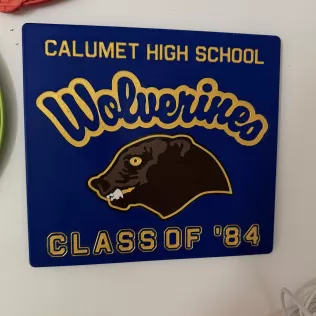 CALUMET HIGH SCHOOL
Wolverines
CLASS OF '84